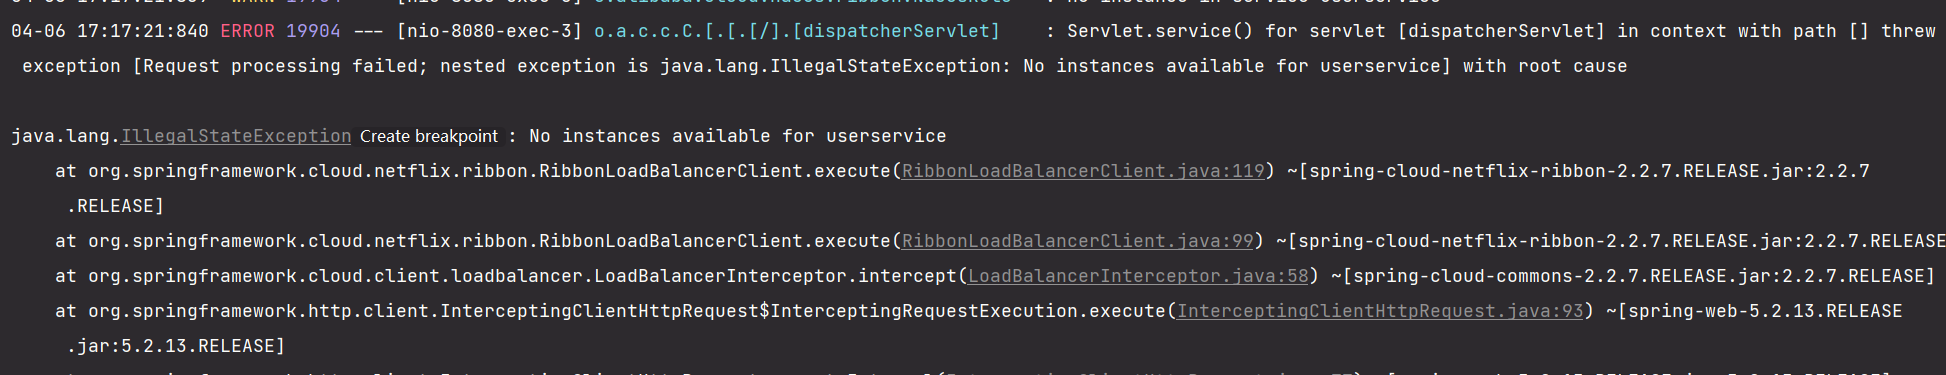 04-06 17:17:21:840 ERROR 19904 --- [nio-8080-exec-3] o.a.c.c.C.[.[.[/].[dispatcherServlet]    : Servlet.service() for servlet [dispatcherServlet] in context with path [] threw
exception [Request processing failed; nested exception is java.lang.IllegalStateException: No instances available for userservice] with root cause
java.lang.IllegalStateException Create breakpoint : No instances available for userservice
at org.springframework.cloud.netflix.ribbon.RibbonLoadBalancerClient.execute(RibbonLoadBalancerClient.java:119) ~[spring-cloud-netflix-ribbon-2.2.7.RELEASE.jar:2.2.7
.RELEASE]
at org.springframework.cloud.netflix.ribbon.RibbonLoadBalancerClient.execute(RibbonLoadBalancerClient.java:99) ~[spring-cloud-netflix-ribbon-2.2.7.RELEASE.jar:2.2.7.RELEASE
at org.springframework.cloud.client.loadbalancer.LoadBalancerInterceptor.intercept(LoadBalancerInterceptor.java:58) ~[spring-cloud-commons-2.2.7.RELEASE.jar:2.2.7.RELEASE]
at org.springframework.http.client.InterceptingClientHttpRequest$InterceptingRequestExecution.execute(InterceptingClientHttpRequest.java:93) ~[spring-web-5.2.13.RELEASE
.jar:5.2.13.RELEASE]